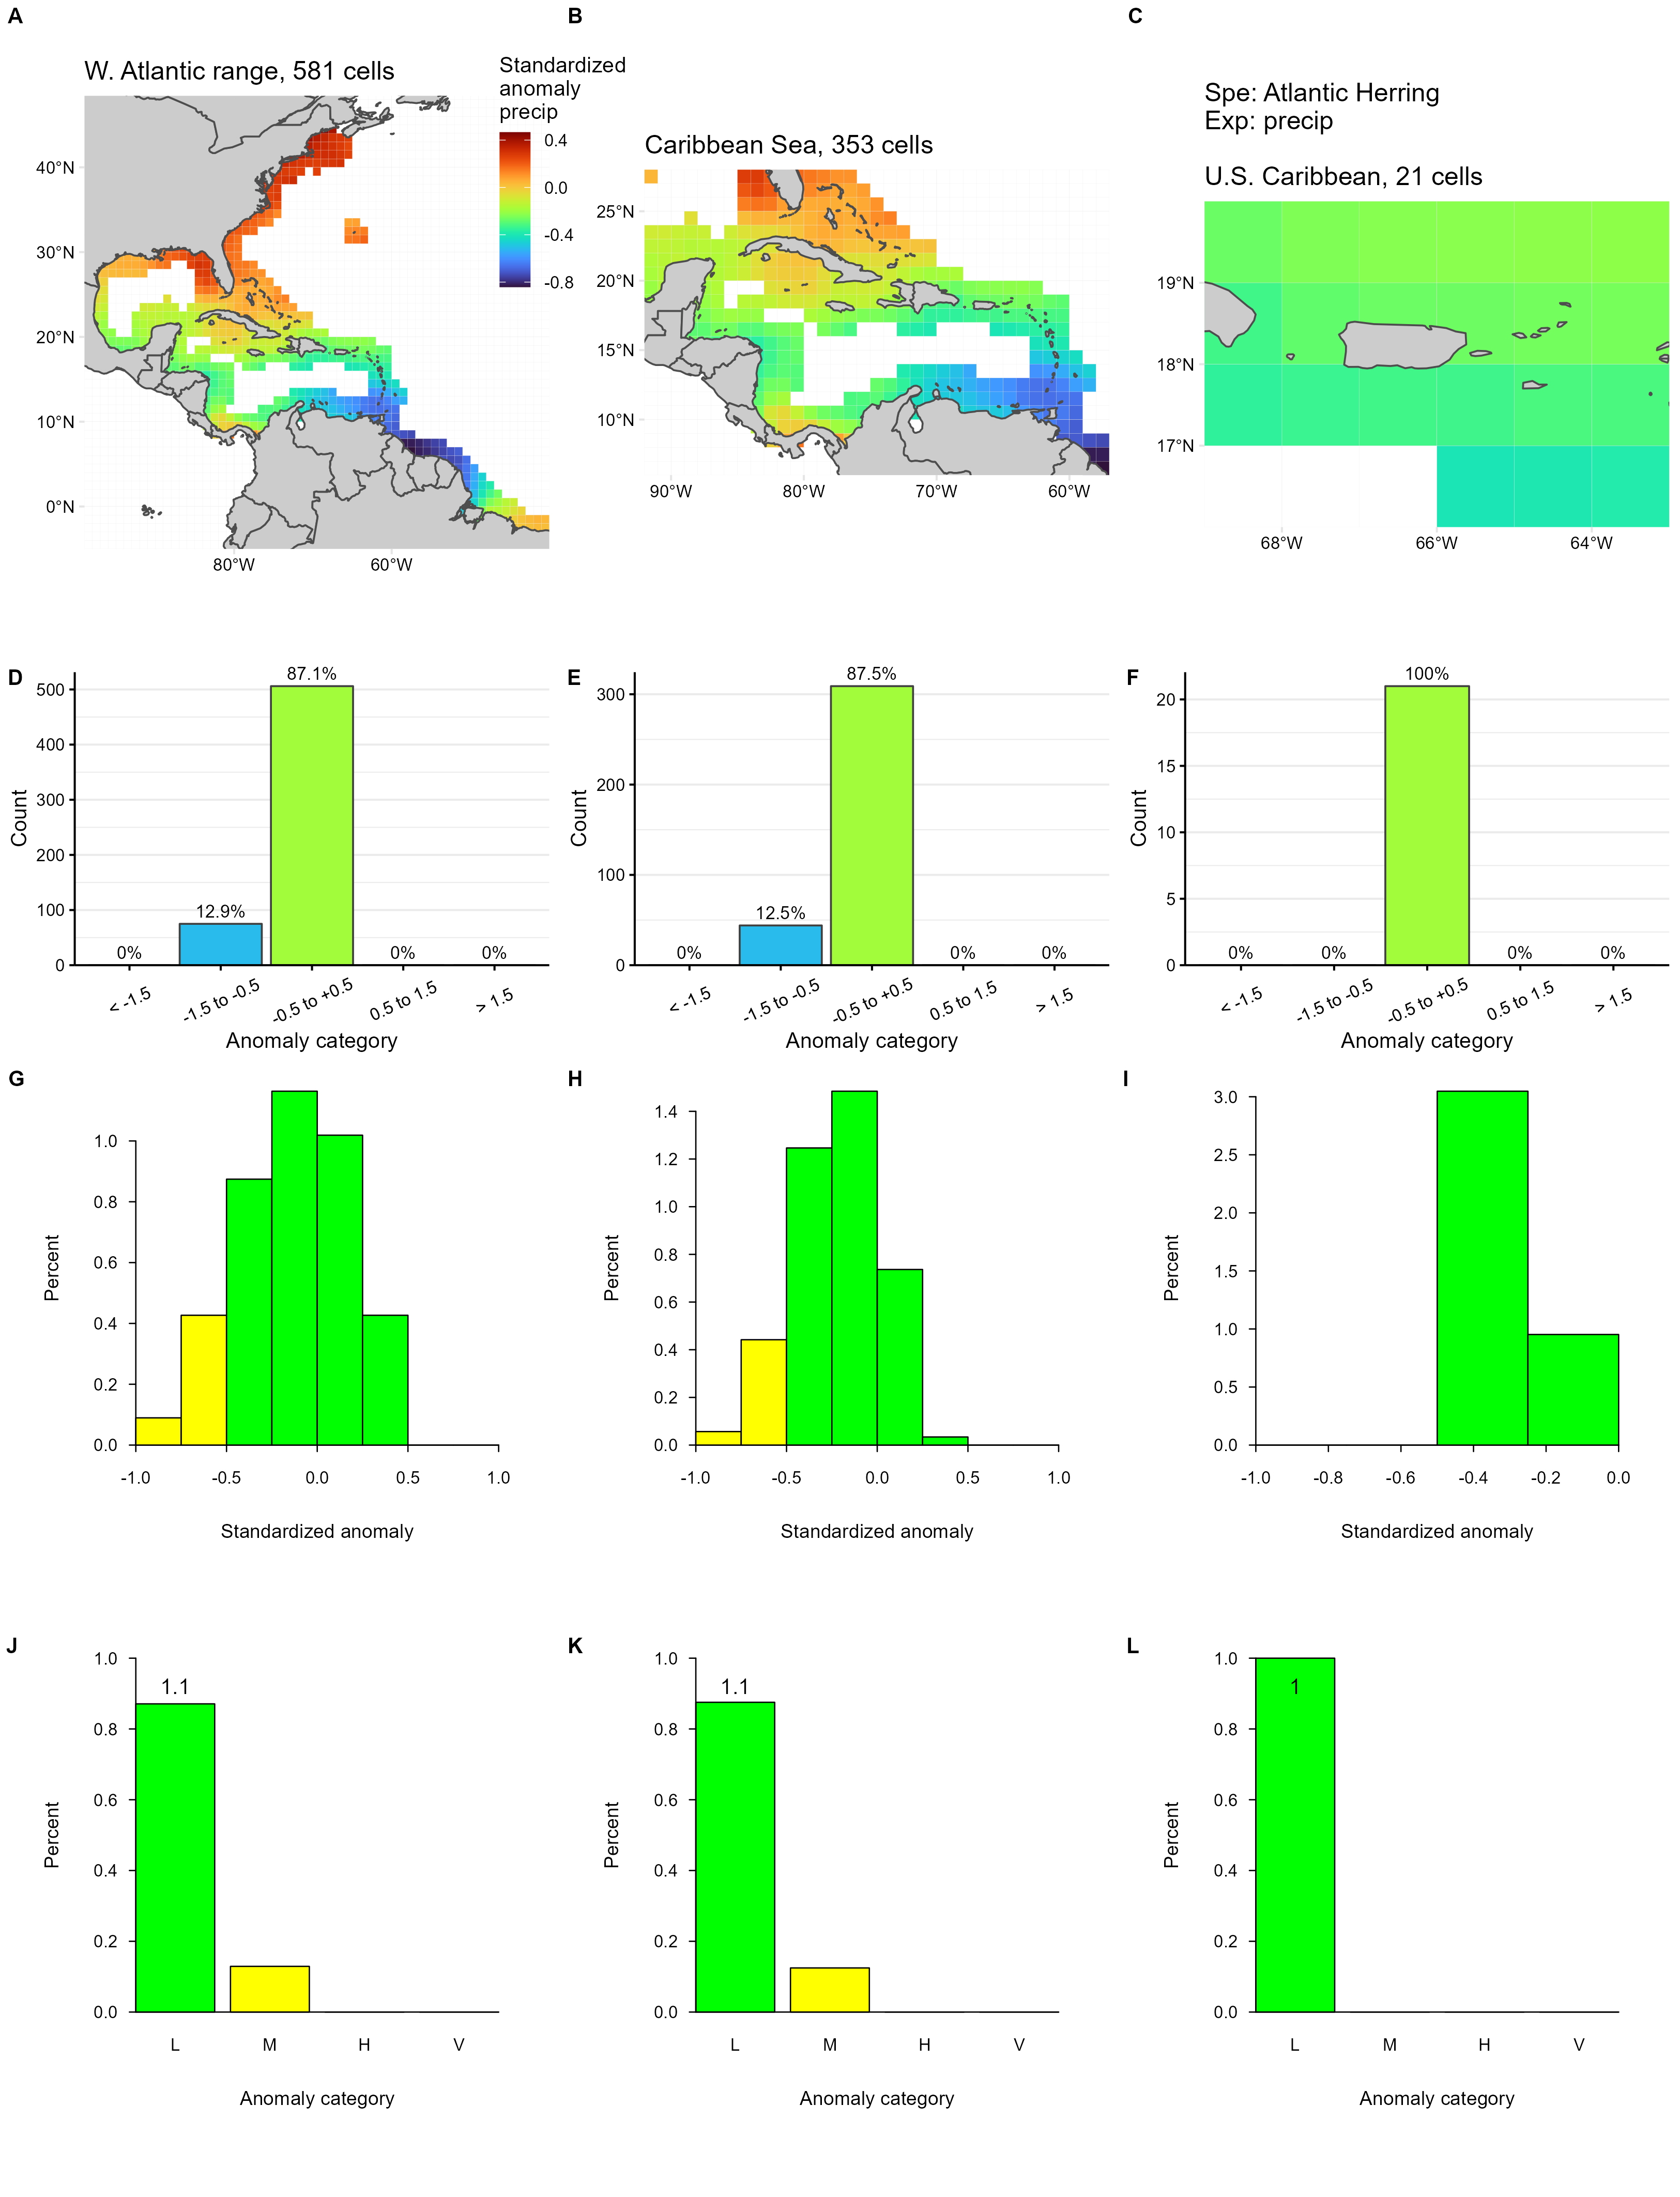 A
B
C
W. Atlantic range, 581 cells
Standardized
anomaly
precip
0.4
0.0
-0.4
-0.8
40°N
30°N
20°N
10°N
0°N
80°W
60°W
Caribbean Sea, 353 cells
25°N
20°N
15°N
10°N
90°W
80°W
70°W
60°W
Spe: Atlantic Herring
Exp: precip
U.S. Caribbean, 21 cells
19°N
18°N
17°N
68°W
66°W
64°W
D
Count
500
400
300
200
100
0
0%
12.9%
87.1%
0%
0%
< -1.5
-1.5 to -0.5
-0.5 to +0.5
0.5 to 1.5
> 1.5
Anomaly category
E
Count
300
200
100
0
0%
12.5%
87.5%
0%
0%
< -1.5
-1.5 to -0.5
-0.5 to +0.5
0.5 to 1.5
> 1.5
Anomaly category
F
Count
20
15
10
5
0
0%
0%
100%
0%
0%
< -1.5
-1.5 to -0.5
-0.5 to +0.5
0.5 to 1.5
> 1.5
Anomaly category
G
Percent
1.0
0.8
0.6
0.4
0.2
0.0
-1.0
-0.5
0.0
0.5
1.0
Standardized anomaly
H
Percent
1.4
1.2
1.0
0.8
0.6
0.4
0.2
0.0
-1.0
-0.5
0.0
0.5
1.0
Standardized anomaly
I
Percent
3.0
2.5
2.0
1.5
1.0
0.5
0.0
-1.0
-0.8
-0.6
-0.4
-0.2
0.0
Standardized anomaly
J
Percent
1.0
0.8
0.6
0.4
0.2
0.0
1.1
L
M
H
V
Anomaly category
K
Percent
1.0
0.8
0.6
0.4
0.2
0.0
1.1
L
M
H
V
Anomaly category
L
Percent
1.0
0.8
0.6
0.4
0.2
0.0
1
L
M
H
V
Anomaly category